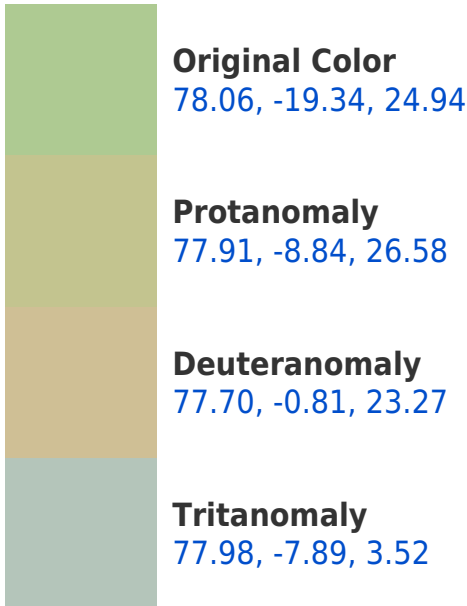 Original Color
78.06, -19.34, 24.94
Protanomaly
77.91, -8.84, 26.58
Deuteranomaly
77.70, -0.81, 23.27
Tritanomaly
77.98, -7.89, 3.52